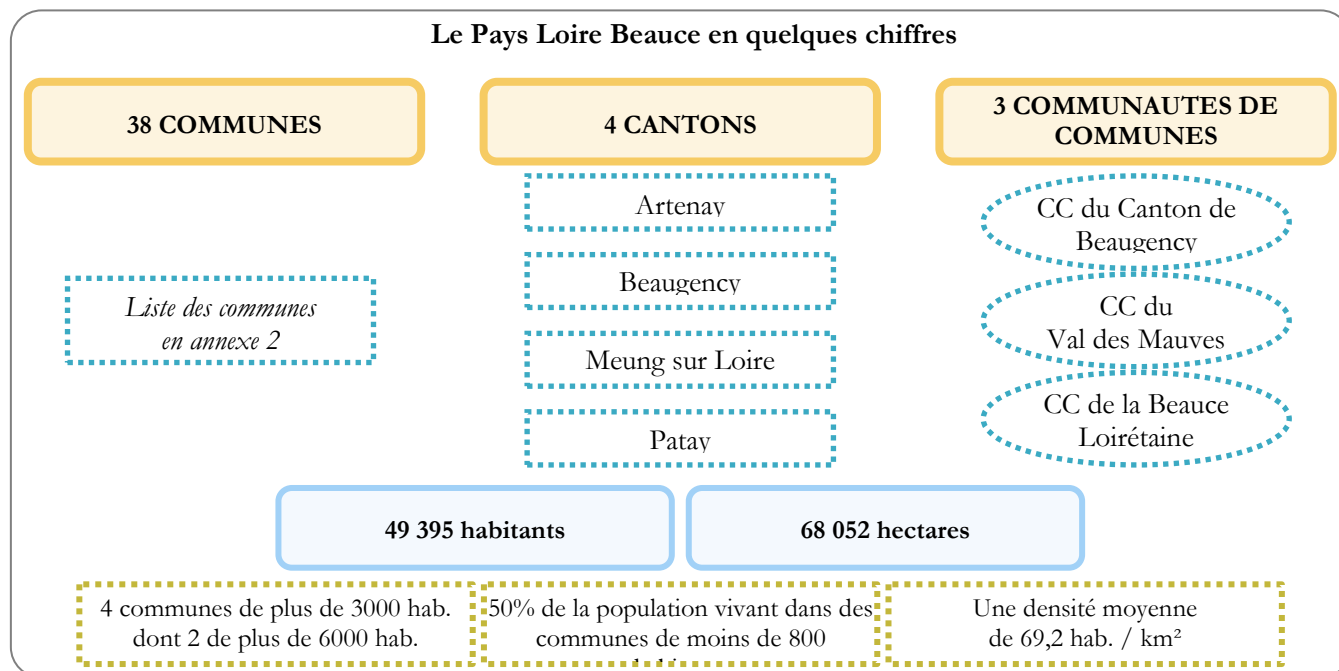 Le Pays Loire Beauce en quelques chiffres
38 COMMUNES
4 CANTONS
3 COMMUNAUTES DE
COMMUNES
Liste des communes
en annexe 2
Artenay
Beaugency
Meung sur Loire
Patay
CC du Canton de
Beaugency
CC du
Val des Mauves
CC de la Beauce
Loirétaine
49 395 habitants
68 052 hectares
4 communes de plus de 3000 hab.
dont 2 de plus de 6000 hab.
50% de la population vivant dans des
communes de moins de 800
Une densité moyenne
de 69,2 hab. / km²